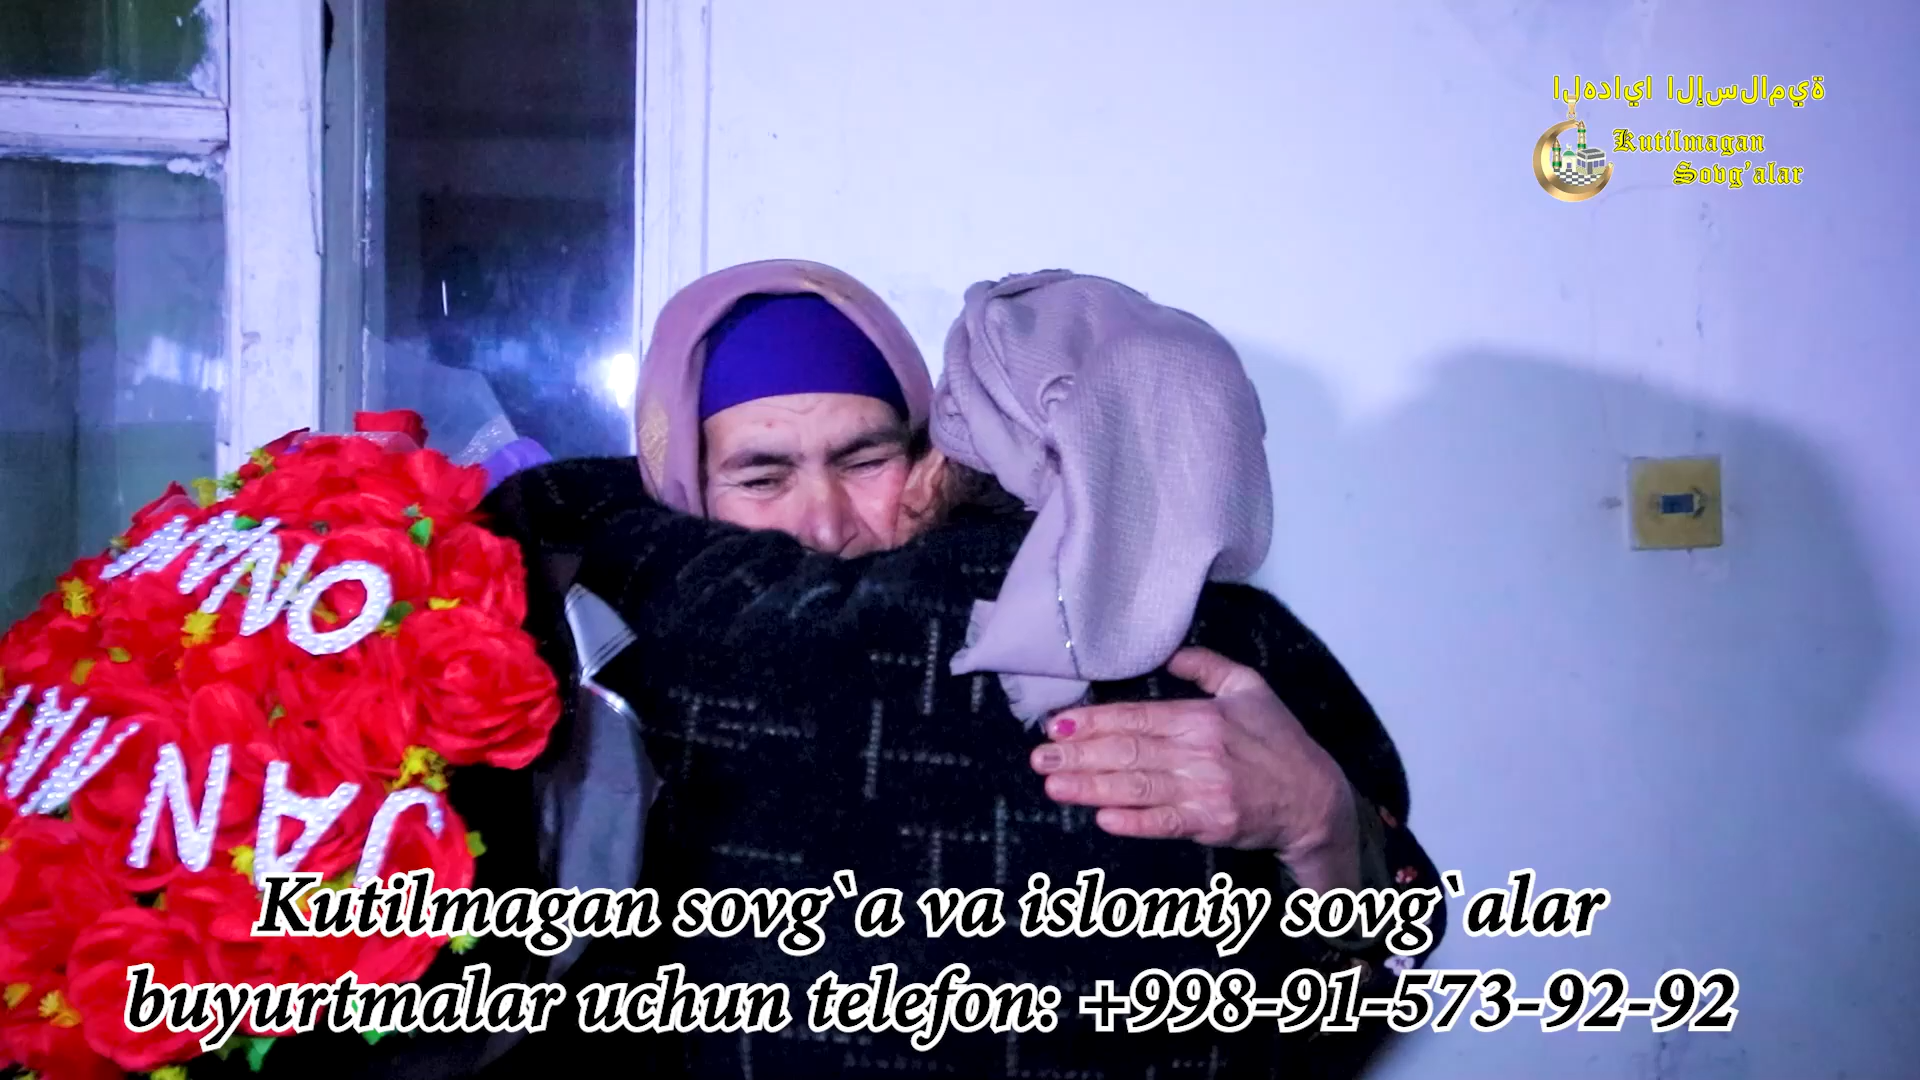 الهدايا الإسلامية
Kutilmagan
Sovg'alar
ONAM
Kutilmagan sovg`a va islomiy sovg`alar
buyurtmalar uchun telefon: +998-91-573-92-92